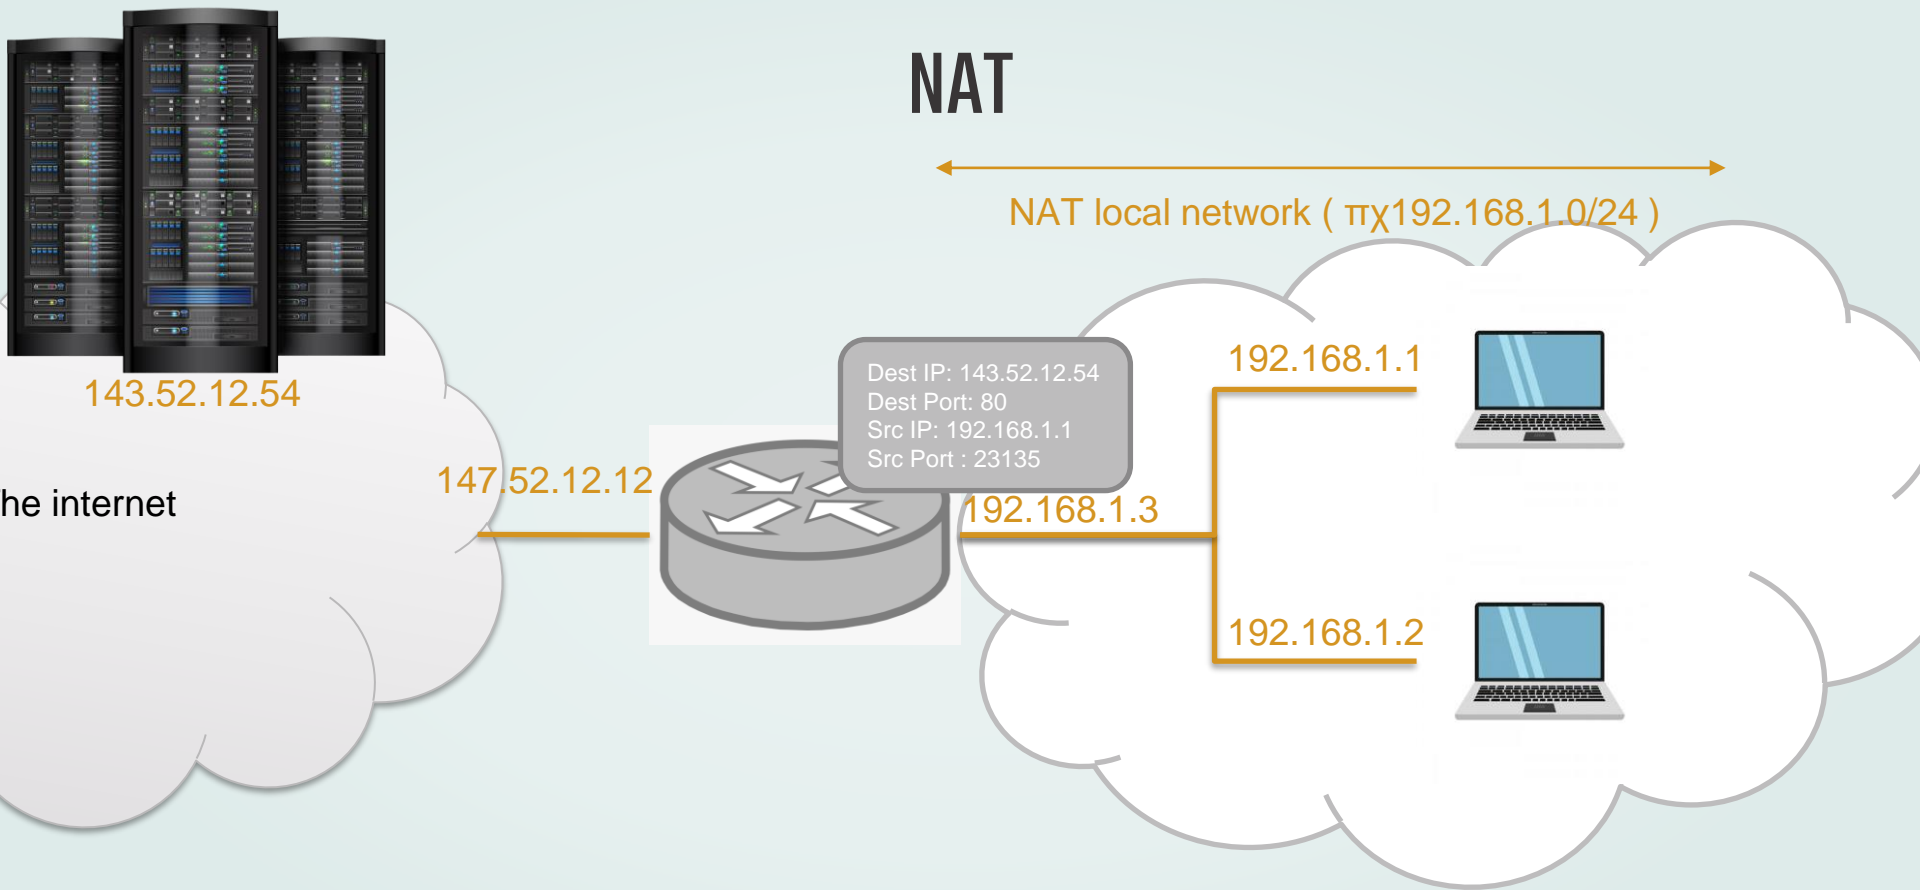 NAT
NAT local network ( πχ192.168.1.0/24 )
143.52.12.54
Dest IP: 143.52.12.54
Dest Port: 80
Src IP: 192.168.1.1
Src Port : 23135
192.168.1.1
147.52.12.12
192.168.1.3
he internet
192.168.1.2